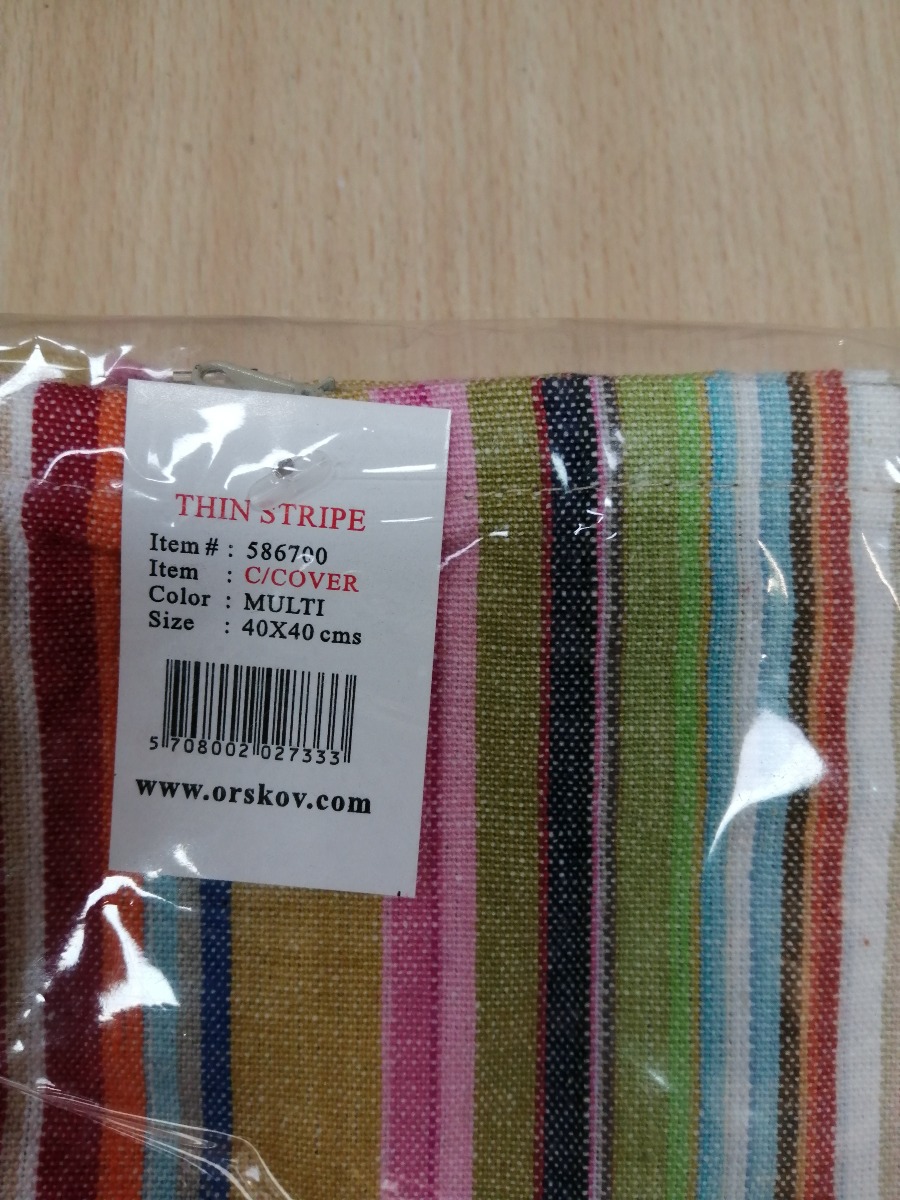 THIN STRIPE
Item # : 586700
Item : C/COVER
Color : MULTI
Size : 40X40 cms
5 708002 027333
www.orskov.com